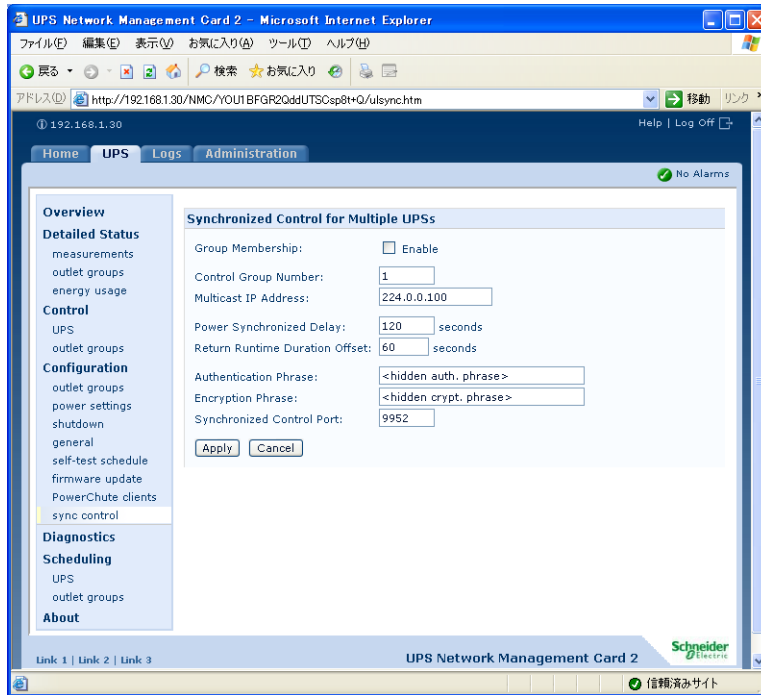 UPS Network Management Card 2 - Microsoft Internet Explorer
ファイル(F) 編集(E) 表示(V) お気に入り(A) ツール(T) ヘルプ(H)
戻る 検索 お気に入り
アドレス(D) http://192.168.1.30/NMC/YOU1BFGR2QddUTSCsp8t+Q/ulsync.htm 移動 リンク »
192.168.1.30 Help | Log Off
Home UPS Logs Administration
No Alarms
Overview
Detailed Status
measurements
outlet groups
energy usage
Control
UPS
outlet groups
Configuration
outlet groups
power settings
shutdown
general
self-test schedule
firmware update
PowerChute clients
sync control
Diagnostics
Scheduling
UPS
outlet groups
About
Synchronized Control for Multiple UPSs
Group Membership: Enable
Control Group Number: 1
Multicast IP Address: 224.0.0.100
Power Synchronized Delay: 120 seconds
Return Runtime Duration Offset: 60 seconds
Authentication Phrase: <hidden auth. phrase>
Encryption Phrase: <hidden crypt. phrase>
Synchronized Control Port: 9952
Apply Cancel
Link 1 | Link 2 | Link 3 UPS Network Management Card 2 Schneider Electric
信頼済みサイト